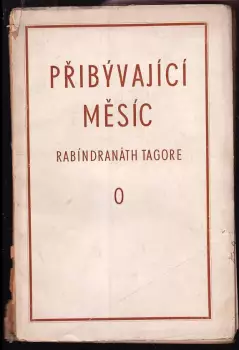 PŘIBÝVAJÍCÍ
MĚSÍC
RABÍNDRANÁTH TAGORE
O